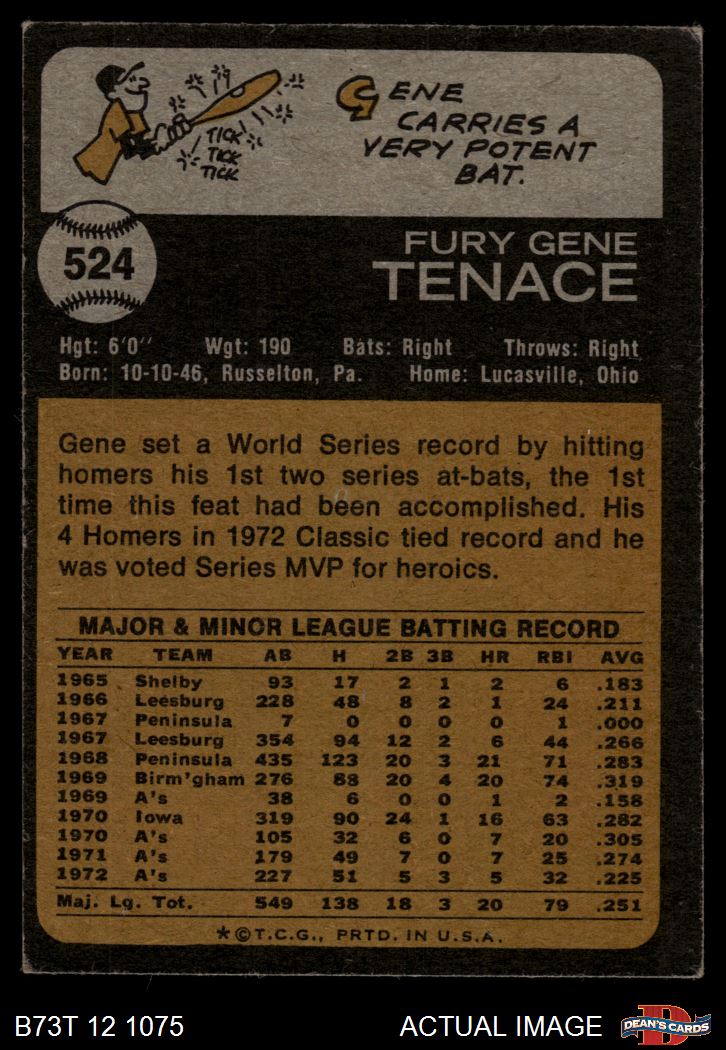 GENE
CARRIES A
VERY POTENT
BAT.
TICK
TICK
TICK
524
FURY GENE
TENACE
Hgt: 6'0" Wgt: 190 Bats: Right Throws: Right
Born: 10-10-46, Russelton, Pa. Home: Lucasville, Ohio
Gene set a World Series record by hitting
homers his 1st two series at-bats, the 1st
time this feat had been accomplished. His
4 Homers in 1972 Classic tied record and he
was voted Series MVP for heroics.
MAJOR & MINOR LEAGUE BATTING RECORD
YEAR TEAM AB H 2B 3B HR RBI AVG
1965 Shelby 93 17 2 1 2 6 .183
1966 Leesburg 228 48 8 2 1 24 .211
1967 Peninsula 7 0 0 0 0 1 .000
1967 Leesburg 354 94 12 2 6 44 .266
1968 Peninsula 435 123 20 3 21 71 .283
1969 Birm'gham 276 88 20 4 20 74 .319
1969 A's 38 6 0 0 1 2 .158
1970 Iowa 319 90 24 1 16 63 .282
1970 A's 105 32 6 0 7 20 .305
1971 A's 179 49 7 0 7 25 .274
1972 A's 227 51 5 3 5 32 .225
Maj. Lg. Tot. 549 138 18 3 20 79 .251
*©T.C.G., PRTD. IN U.S.A.
B73T 12 1075 ACTUAL IMAGE
D
DEAN'S CARDS